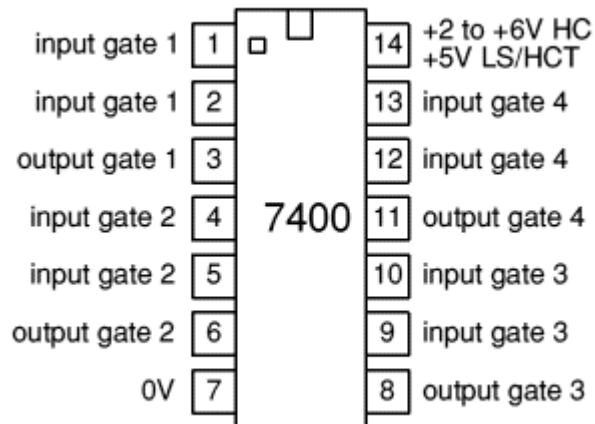 input gate 1 1 14 +2 to +6V HC
+5V LS/HCT
input gate 1 2 13 input gate 4
output gate 1 3 12 input gate 4
input gate 2 4 7400 11 output gate 4
input gate 2 5 10 input gate 3
output gate 2 6 9 input gate 3
0V 7 8 output gate 3